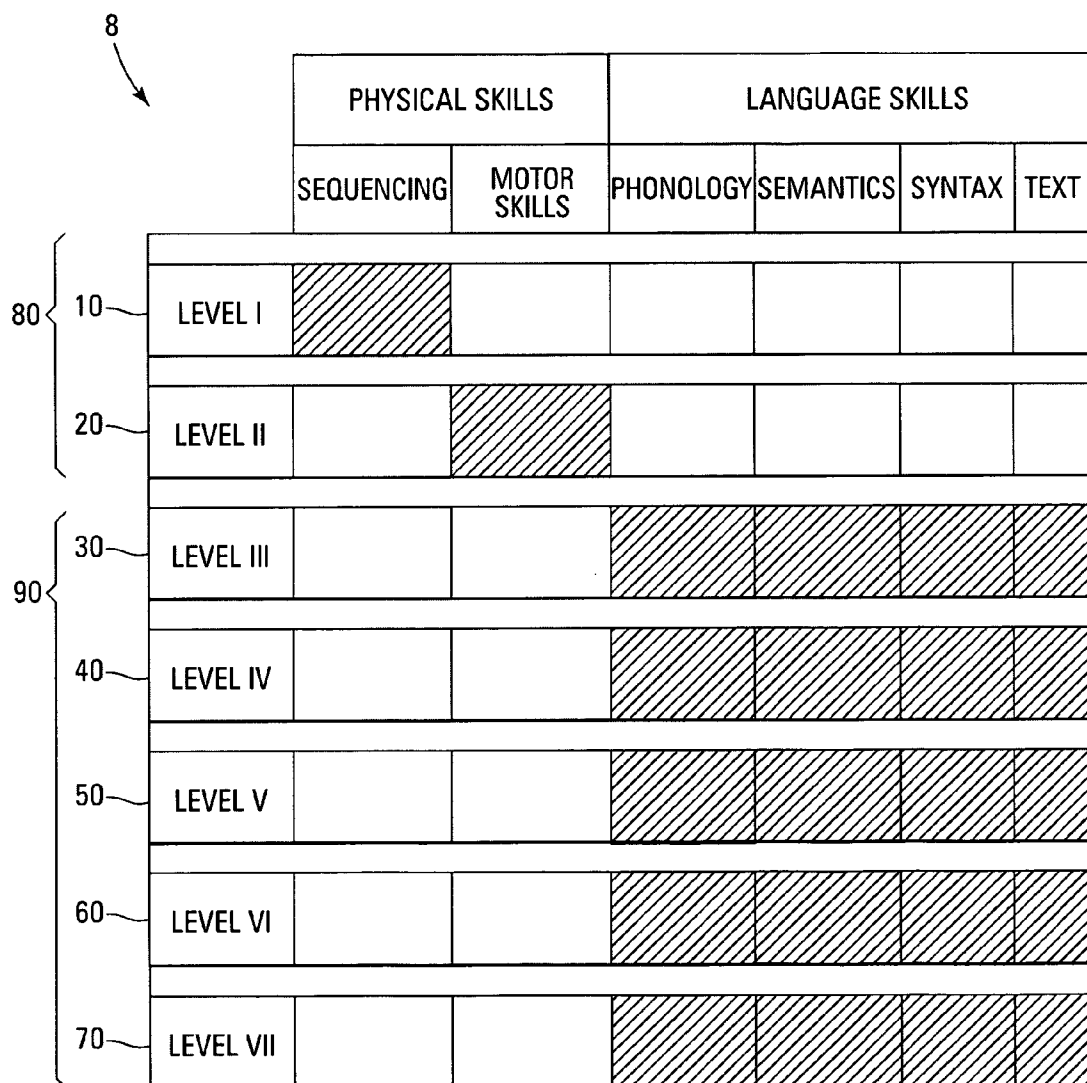 8
PHYSICAL SKILLS LANGUAGE SKILLS
SEQUENCING MOTOR SKILLS PHONOLOGY SEMANTICS SYNTAX TEXT
80 10 LEVEL I
20 LEVEL II
90 30 LEVEL III
40 LEVEL IV
50 LEVEL V
60 LEVEL VI
70 LEVEL VII